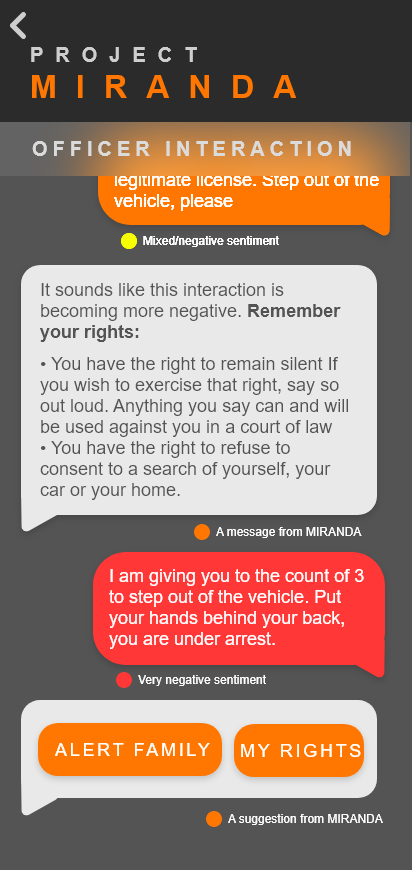 PROJECT
MIRANDA
OFFICER INTERACTION
legitimate license. Step out of the
vehicle, please
Mixed/negative sentiment
It sounds like this interaction is
becoming more negative. Remember
your rights:
• You have the right to remain silent If
you wish to exercise that right, say so
out loud. Anything you say can and will
be used against you in a court of law
• You have the right to refuse to
consent to a search of yourself, your
car or your home.
A message from MIRANDA
I am giving you to the count of 3
to step out of the vehicle. Put
your hands behind your back,
you are under arrest.
Very negative sentiment
ALERT FAMILY
MY RIGHTS
A suggestion from MIRANDA